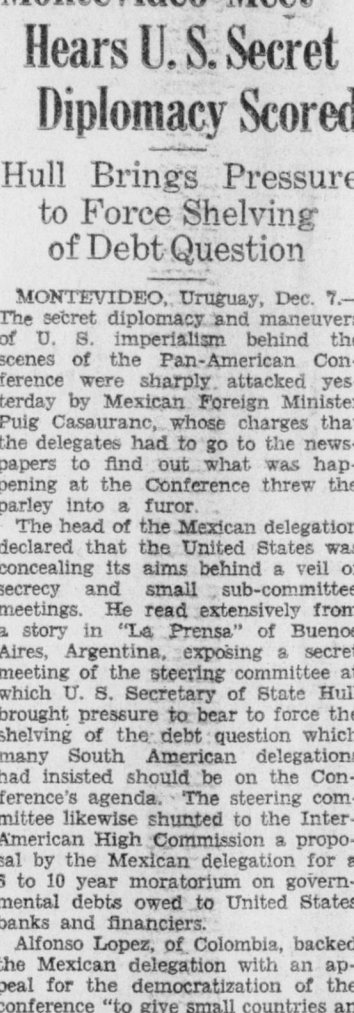 Montevideo Meet
Hears U. S. Secret
Diplomacy Scored
Hull Brings Pressure
to Force Shelving
of Debt Question
MONTEVIDEO, Uruguay, Dec. 7.—
The secret diplomacy and maneuvers
of U. S. imperialism behind the
scenes of the Pan-American Con-
ference were sharply attacked yes-
terday by Mexican Foreign Minister
Puig Casauranc, whose charges that
the delegates had to go to the news-
papers to find out what was hap-
pening at the Conference threw the
parley into a furor.
The head of the Mexican delegation
declared that the United States was
concealing its aims behind a veil of
secrecy and small sub-committee
meetings. He read extensively from
a story in "La Prensa" of Buenos
Aires, Argentina, exposing a secret
meeting of the steering committee at
which U. S. Secretary of State Hull
brought pressure to bear to force the
shelving of the debt question which
many South American delegations
had insisted should be on the Con-
ference's agenda. The steering com-
mittee likewise shunted to the Inter-
American High Commission a propo-
sal by the Mexican delegation for a
5 to 10 year moratorium on govern-
mental debts owed to United States
banks and financiers.
Alfonso Lopez, of Colombia, backed
the Mexican delegation with an ap-
peal for the democratization of the
conference "to give small countries an